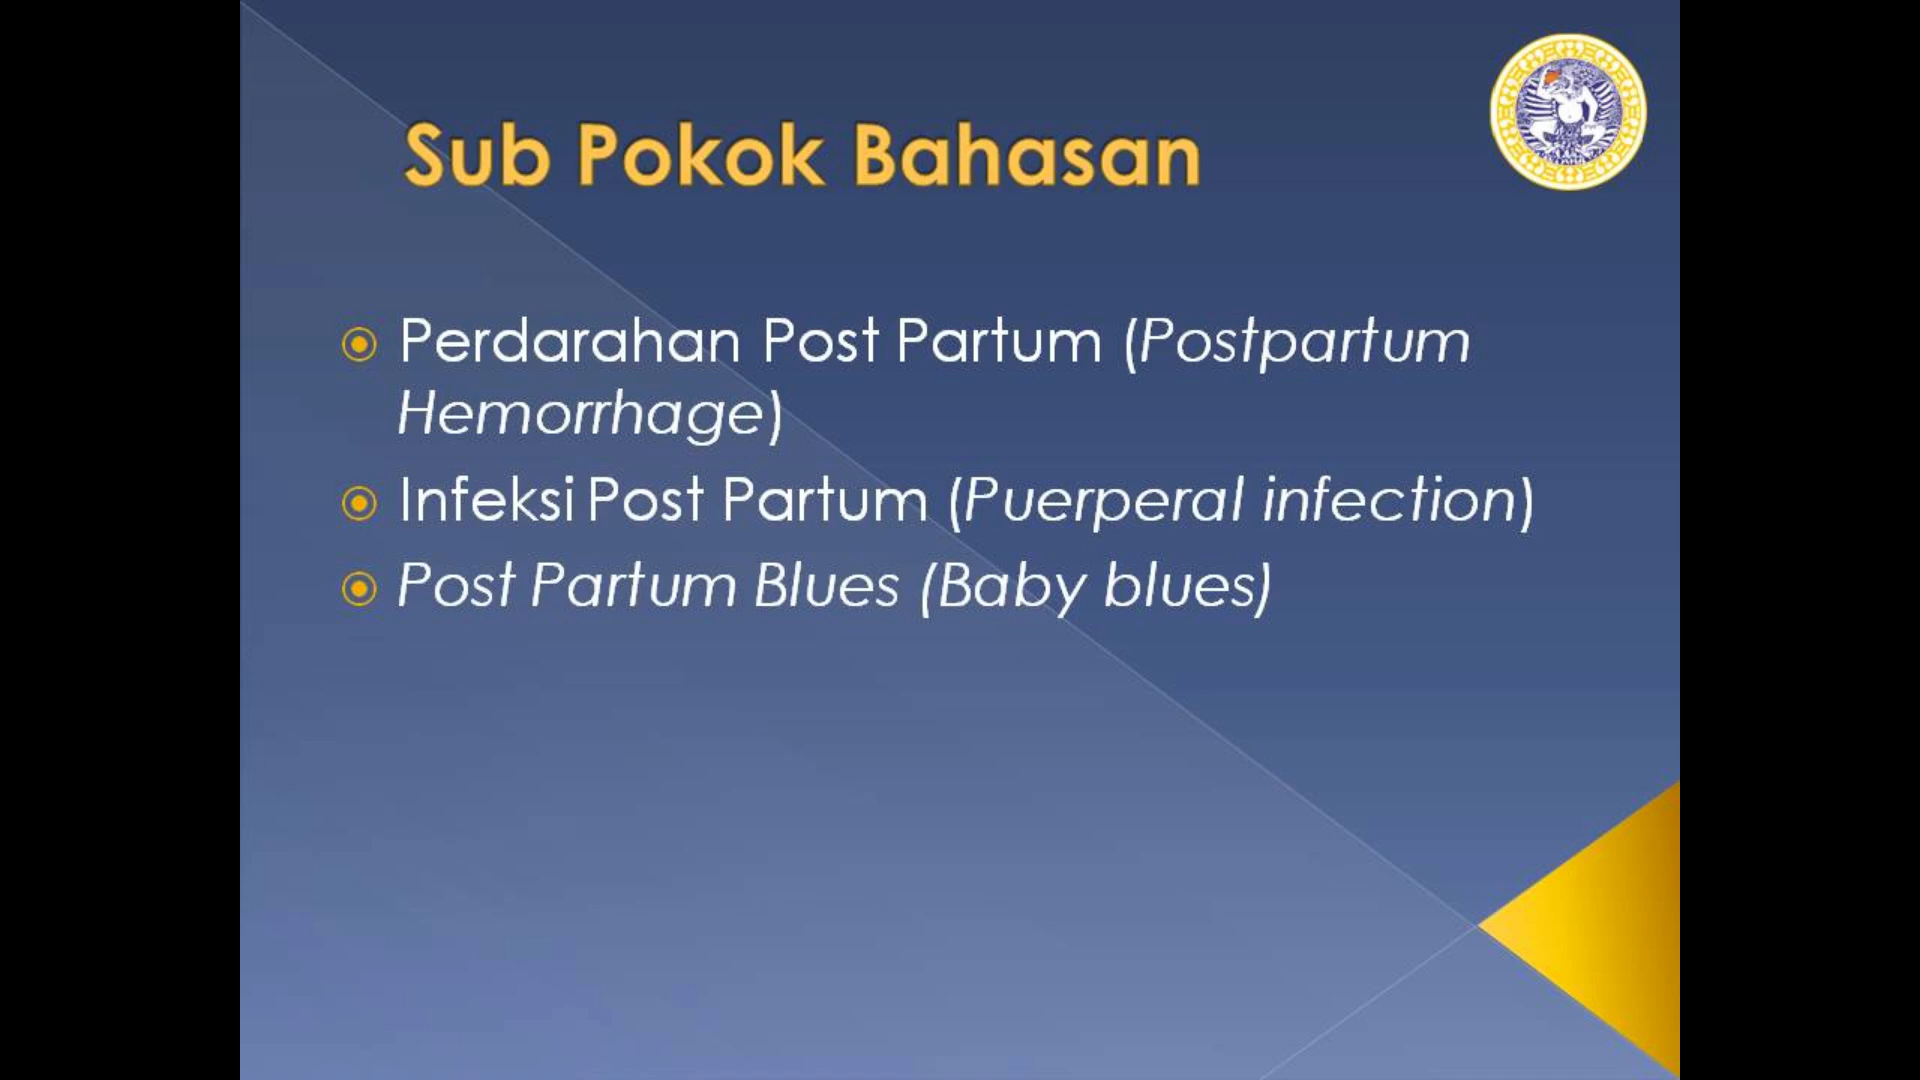 Sub Pokok Bahasan
Perdarahan Post Partum (Postpartum
Hemorrhage)
Infeksi Post Partum (Puerperal infection)
Post Partum Blues (Baby blues)